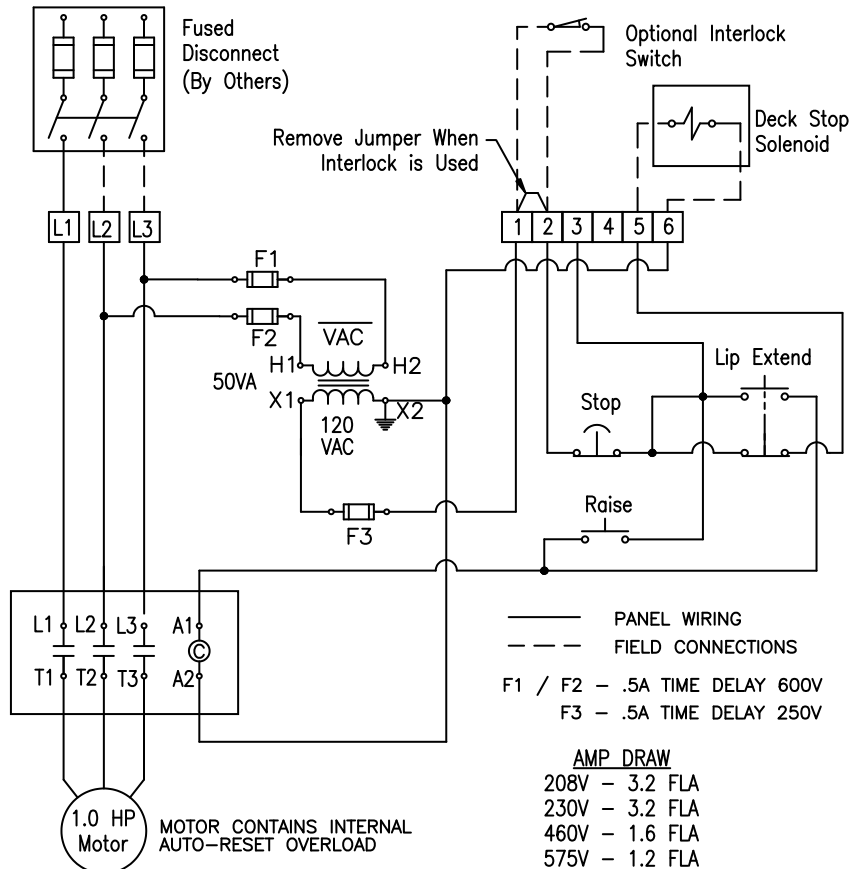 Fused
Disconnect
(By Others)
Optional Interlock
Switch
Deck Stop
Solenoid
Remove Jumper When
Interlock is Used
L1 L2 L3
1 2 3 4 5 6
F1
F2
VAC
H1 H2
50VA
X1 X2
120
VAC
F3
Lip Extend
Stop
Raise
L1 L2 L3 A1
C
T1 T2 T3 A2
PANEL WIRING
FIELD CONNECTIONS
F1 / F2 – .5A TIME DELAY 600V
F3 – .5A TIME DELAY 250V
AMP DRAW
208V – 3.2 FLA
230V – 3.2 FLA
460V – 1.6 FLA
575V – 1.2 FLA
1.0 HP
Motor
MOTOR CONTAINS INTERNAL
AUTO–RESET OVERLOAD